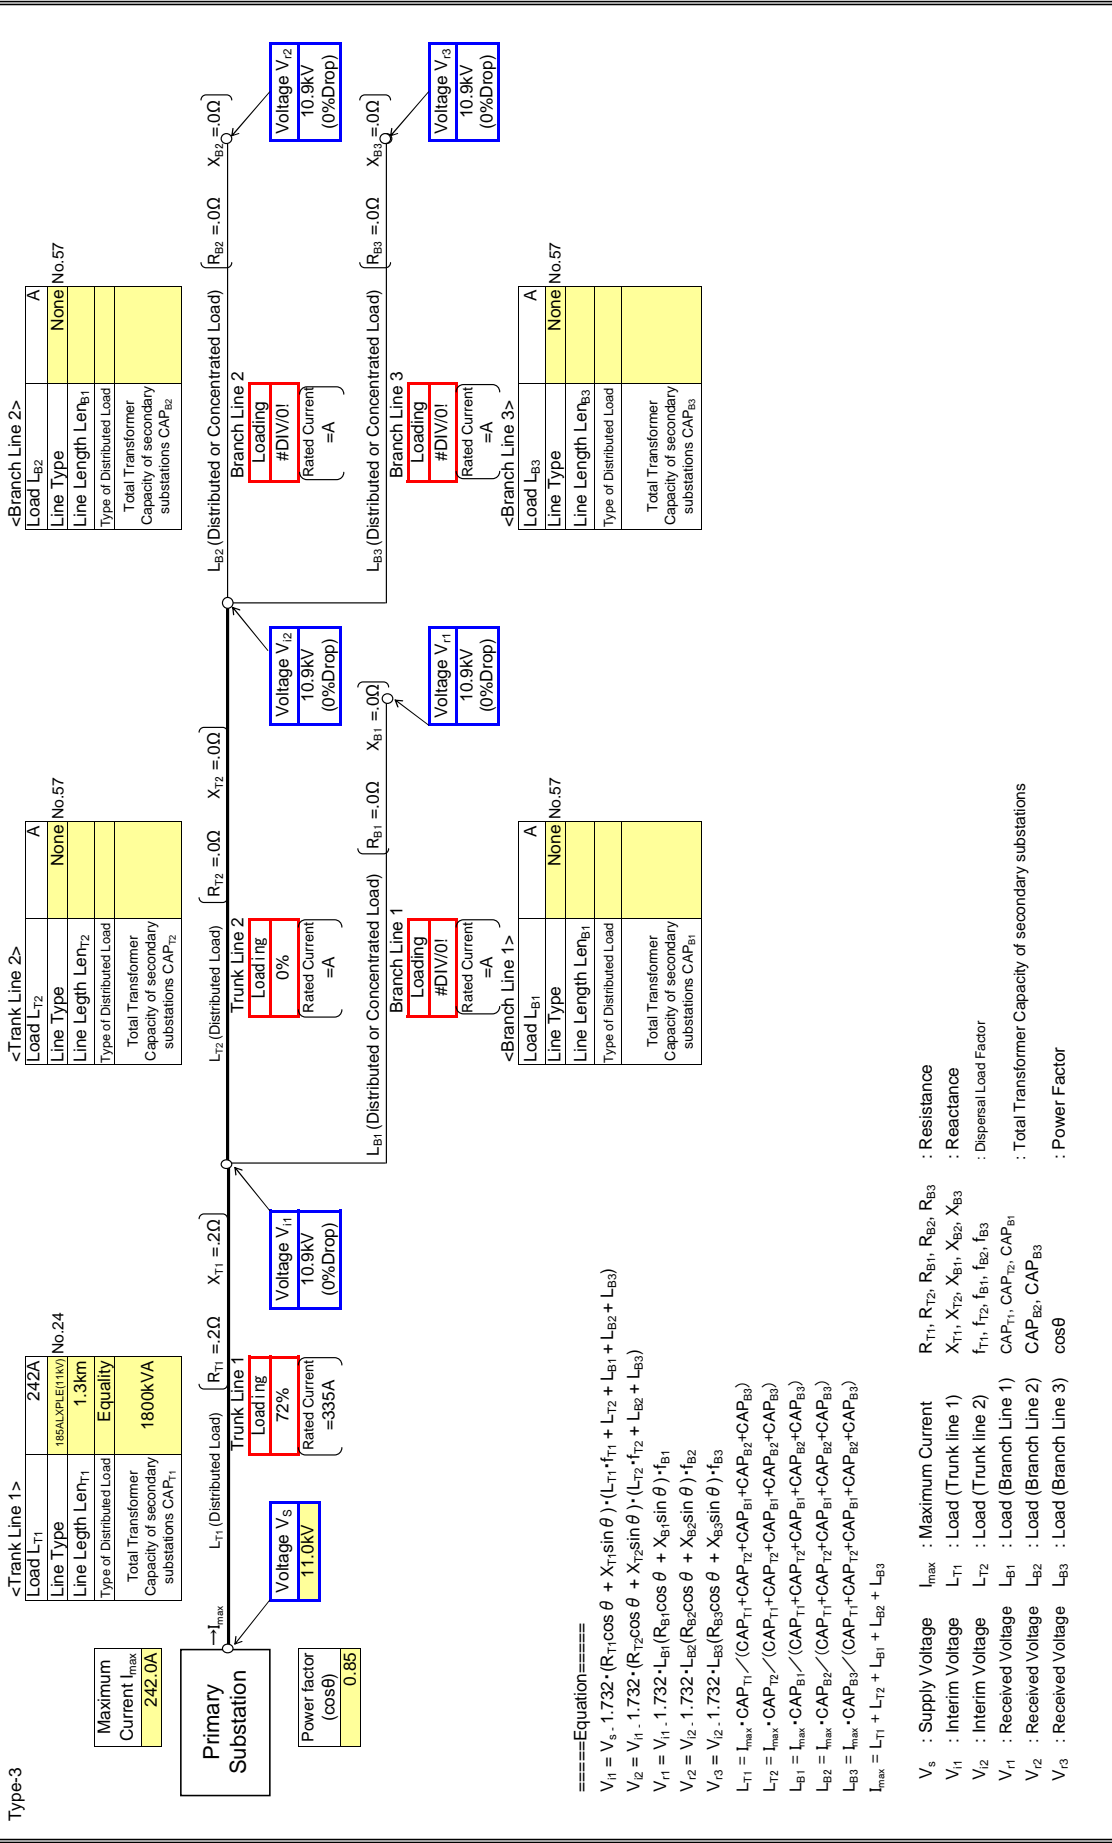 Type-3
<Trank Line 1>
Load LT1 242A
Line Type 185ALXPLE(11kV) No.24
Line Legth LenT1 1.3km
Type of Distributed Load Equality
Total Transformer
Capacity of secondary
substations CAPT1
1800kVA
<Trank Line 2>
Load LT2 A
Line Type None No.57
Line Length LenT2
Type of Distributed Load
Total Transformer
Capacity of secondary
substations CAPT2
<Branch Line 2>
Load LB2 A
Line Type None No.57
Line Length LenB1
Type of Distributed Load
Total Transformer
Capacity of secondary
substations CAPB2
Maximum
Current Imax
242.0A
Primary
Substation
→Imax
LT1 (Distributed Load)
RT1 =.2Ω XT1 =.2Ω
LT2 (Distributed Load)
RT2 =.0Ω XT2 =.0Ω
LB2 (Distributed or Concentrated Load)
RB2 =.0Ω XB2 =.0Ω
Power factor
(cosθ)
0.85
Voltage VS
11.0kV
Trunk Line 1
Loading
72%
Rated Current
=335A
Voltage Vi1
10.9kV
(0%Drop)
Trunk Line 2
Loading
0%
Rated Current
=A
Voltage Vi2
10.9kV
(0%Drop)
Branch Line 2
Loading
#DIV/0!
Rated Current
=A
Voltage Vr2
10.9kV
(0%Drop)
LB1 (Distributed or Concentrated Load)
RB1 =.0Ω XB1 =.0Ω
LB3 (Distributed or Concentrated Load)
RB3 =.0Ω XB3 =.0Ω
Branch Line 1
Loading
#DIV/0!
Rated Current
=A
Voltage Vr1
10.9kV
(0%Drop)
Branch Line 3
Loading
#DIV/0!
Rated Current
=A
Voltage Vr3
10.9kV
(0%Drop)
<Branch Line 1>
Load LB1 A
Line Type None No.57
Line Length LenB1
Type of Distributed Load
Total Transformer
Capacity of secondary
substations CAPB1
<Branch Line 3>
Load LB3 A
Line Type None No.57
Line Length LenB3
Type of Distributed Load
Total Transformer
Capacity of secondary
substations CAPB3
=====Equation=====
Vi1 = Vs - 1.732・(RT1cos θ + XT1sin θ)・(LT1・fT1 + LT2 + LB1 + LB2 + LB3)
Vi2 = Vi1 - 1.732・(RT2cos θ + XT2sin θ)・(LT2・fT2 + LB2 + LB3)
Vr1 = Vi1 - 1.732・LB1(RB1cos θ + XB1sin θ)・fB1
Vr2 = Vi2 - 1.732・LB2(RB2cos θ + XB2sin θ)・fB2
Vr3 = Vi2 - 1.732・LB3(RB3cos θ + XB3sin θ)・fB3
LT1 = Imax・CAPT1／(CAPT1+CAPT2+CAPB1+CAPB2+CAPB3)
LT2 = Imax・CAPT2／(CAPT1+CAPT2+CAPB1+CAPB2+CAPB3)
LB1 = Imax・CAPB1／(CAPT1+CAPT2+CAPB1+CAPB2+CAPB3)
LB2 = Imax・CAPB2／(CAPT1+CAPT2+CAPB1+CAPB2+CAPB3)
LB3 = Imax・CAPB3／(CAPT1+CAPT2+CAPB1+CAPB2+CAPB3)
Imax = LT1 + LT2 + LB1 + LB2 + LB3
Vs : Supply Voltage Imax : Maximum Current RT1, RT2, RB1, RB2, RB3 : Resistance
Vi1 : Interim Voltage LT1 : Load (Trunk line 1) XT1, XT2, XB1, XB2, XB3 : Reactance
Vi2 : Interim Voltage LT2 : Load (Trunk line 2) fT1, fT2, fB1, fB2, fB3 : Dispersal Load Factor
Vr1 : Received Voltage LB1 : Load (Branch Line 1) CAPT1, CAPT2, CAPB1
: Total Transformer Capacity of secondary substations
Vr2 : Received Voltage LB2 : Load (Branch Line 2) CAPB2, CAPB3
Vr3 : Received Voltage LB3 : Load (Branch Line 3) cosθ : Power Factor